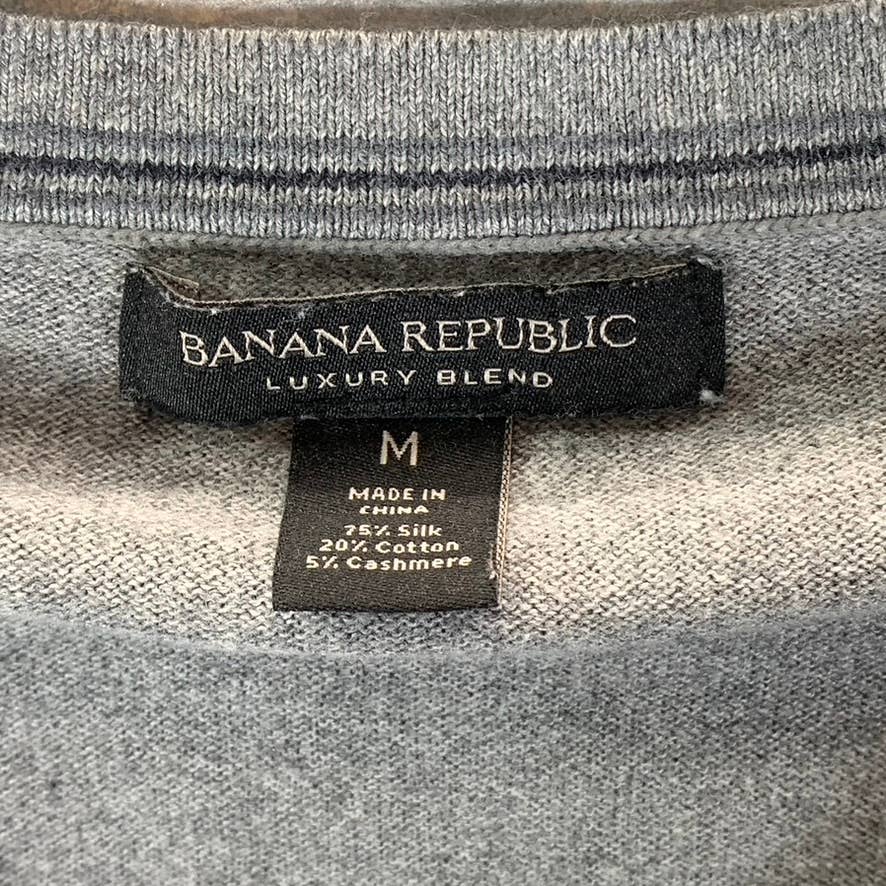 BANANA REPUBLIC
LUXURY BLEND
M
MADE IN
CHINA
75% Silk
20% Cotton
5% Cashmere